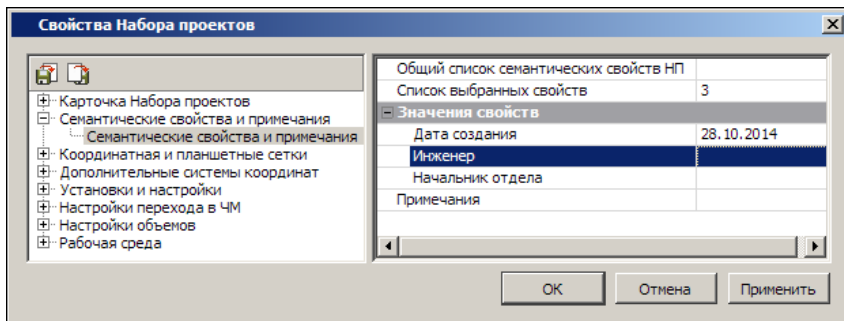 Свойства Набора проектов
Карточка Набора проектов
Семантические свойства и примечания
Семантические свойства и примечания
Координатная и планшетные сетки
Дополнительные системы координат
Установки и настройки
Настройки перехода в ЧМ
Настройки объемов
Рабочая среда
Общий список семантических свойств НП
Список выбранных свойств 3
Значения свойств
Дата создания 28.10.2014
Инженер
Начальник отдела
Примечания
ОК Отмена Применить